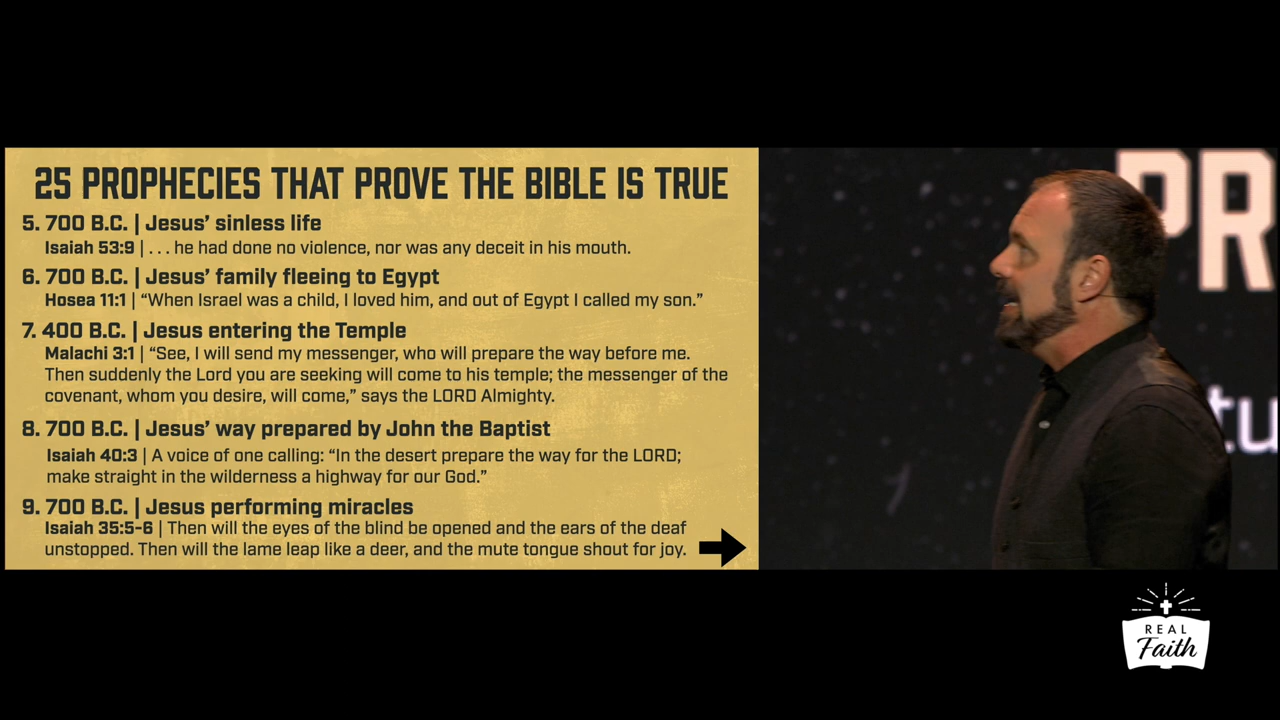 25 PROPHECIES THAT PROVE THE BIBLE IS TRUE
5. 700 B.C. | Jesus’ sinless life
Isaiah 53:9 | . . . he had done no violence, nor was any deceit in his mouth.
6. 700 B.C. | Jesus’ family fleeing to Egypt
Hosea 11:1 | “When Israel was a child, I loved him, and out of Egypt I called my son.”
7. 400 B.C. | Jesus entering the Temple
Malachi 3:1 | “See, I will send my messenger, who will prepare the way before me.
Then suddenly the Lord you are seeking will come to his temple; the messenger of the
covenant, whom you desire, will come,” says the LORD Almighty.
8. 700 B.C. | Jesus’ way prepared by John the Baptist
Isaiah 40:3 | A voice of one calling: “In the desert prepare the way for the LORD;
make straight in the wilderness a highway for our God.”
9. 700 B.C. | Jesus performing miracles
Isaiah 35:5-6 | Then will the eyes of the blind be opened and the ears of the deaf
unstopped. Then will the lame leap like a deer, and the mute tongue shout for joy.
PR
tu
REAL
Faith